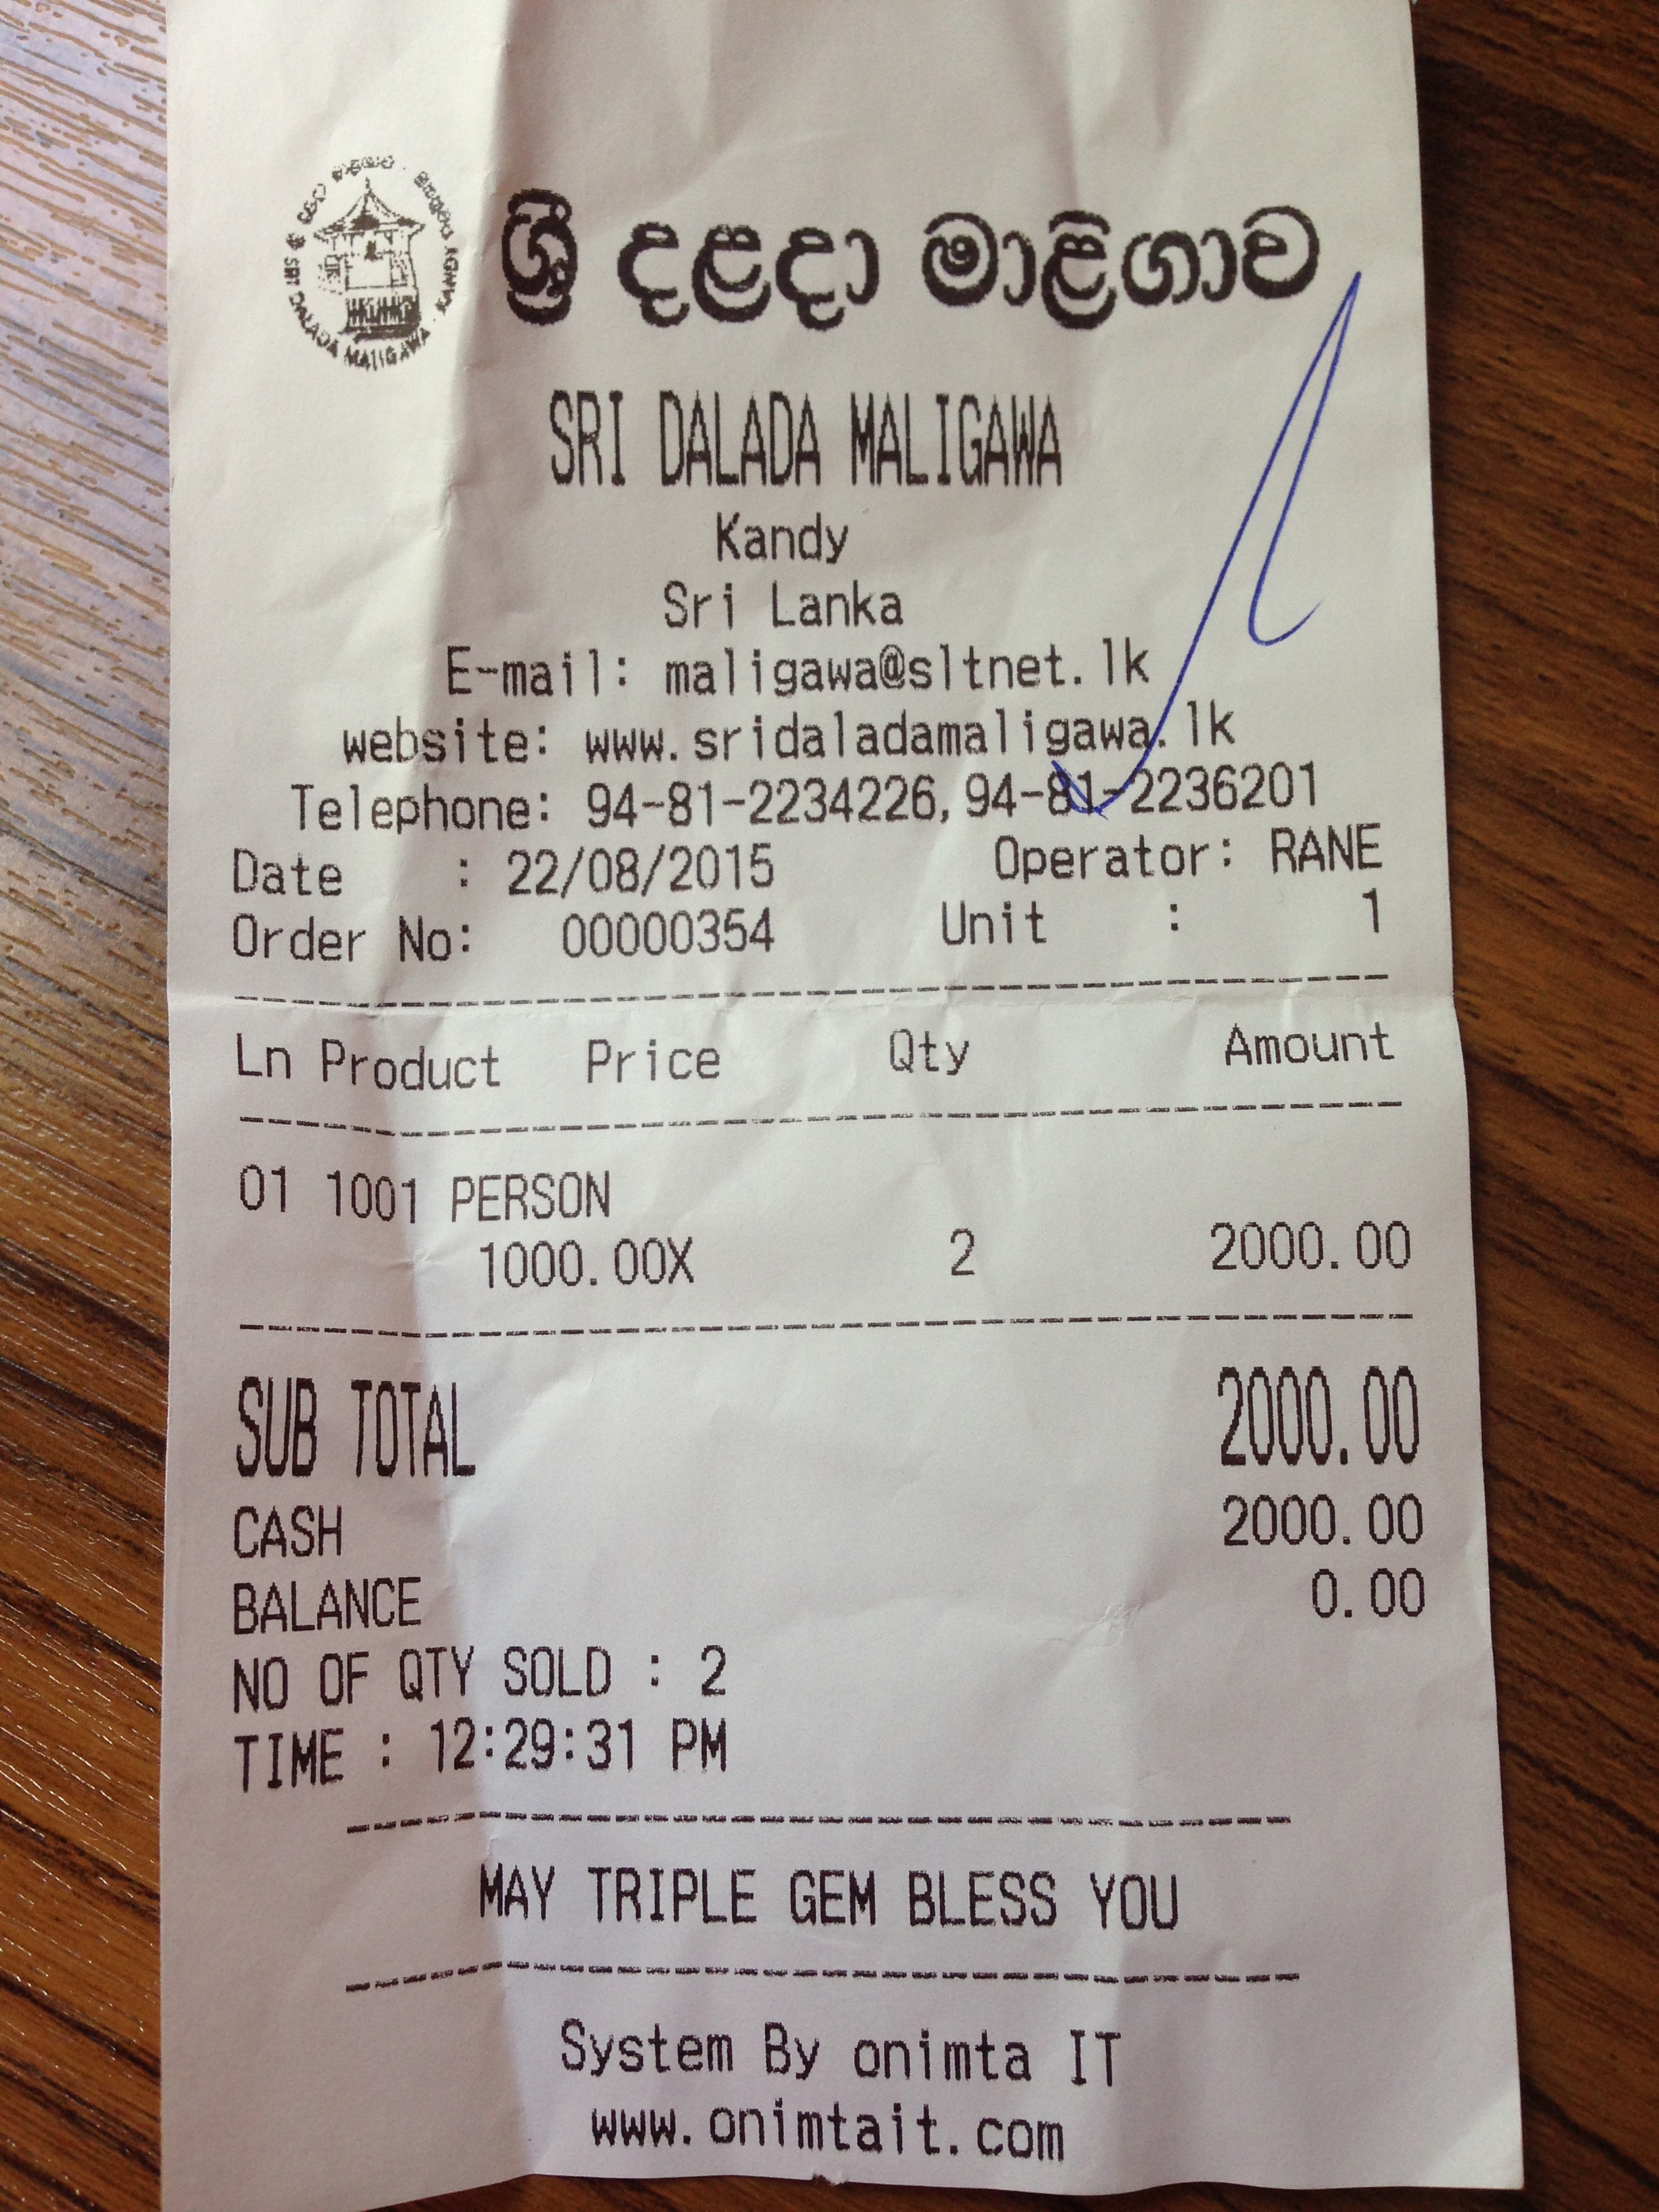 ශ්‍රී දළදා මාළිගාව
SRI DALADA MALIGAWA
SRI DALADA MALIGAWA
Kandy
Sri Lanka
E-mail: maligawa@sltnet.lk
website: www.sridaladamaligawa.lk
Telephone: 94-81-2234226,94-81-2236201
Date : 22/08/2015 Operator: RANE
Order No: 00000354 Unit : 1
Ln Product Price Qty Amount
01 1001 PERSON
1000.00X 2 2000.00
SUB TOTAL 2000.00
CASH 2000.00
BALANCE 0.00
NO OF QTY SOLD : 2
TIME : 12:29:31 PM
MAY TRIPLE GEM BLESS YOU
System By onimta IT
www.onimtait.com